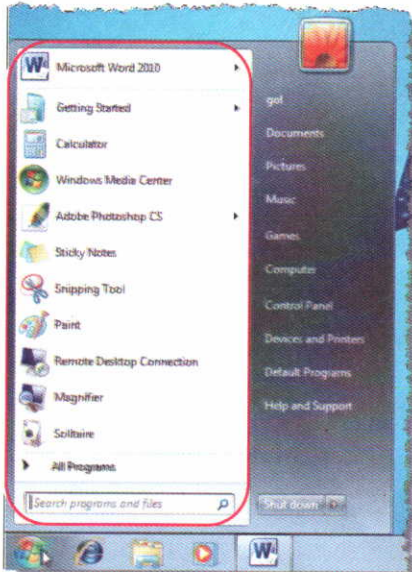 Microsoft Word 2010
Getting Started
Calculator
Windows Media Center
Adobe Photoshop CS
Sticky Notes
Snipping Tool
Paint
Remote Desktop Connection
Magnifier
Solitaire
All Programs
Search programs and files
gol
Documents
Pictures
Music
Games
Computer
Control Panel
Devices and Printers
Default Programs
Help and Support
Shut down